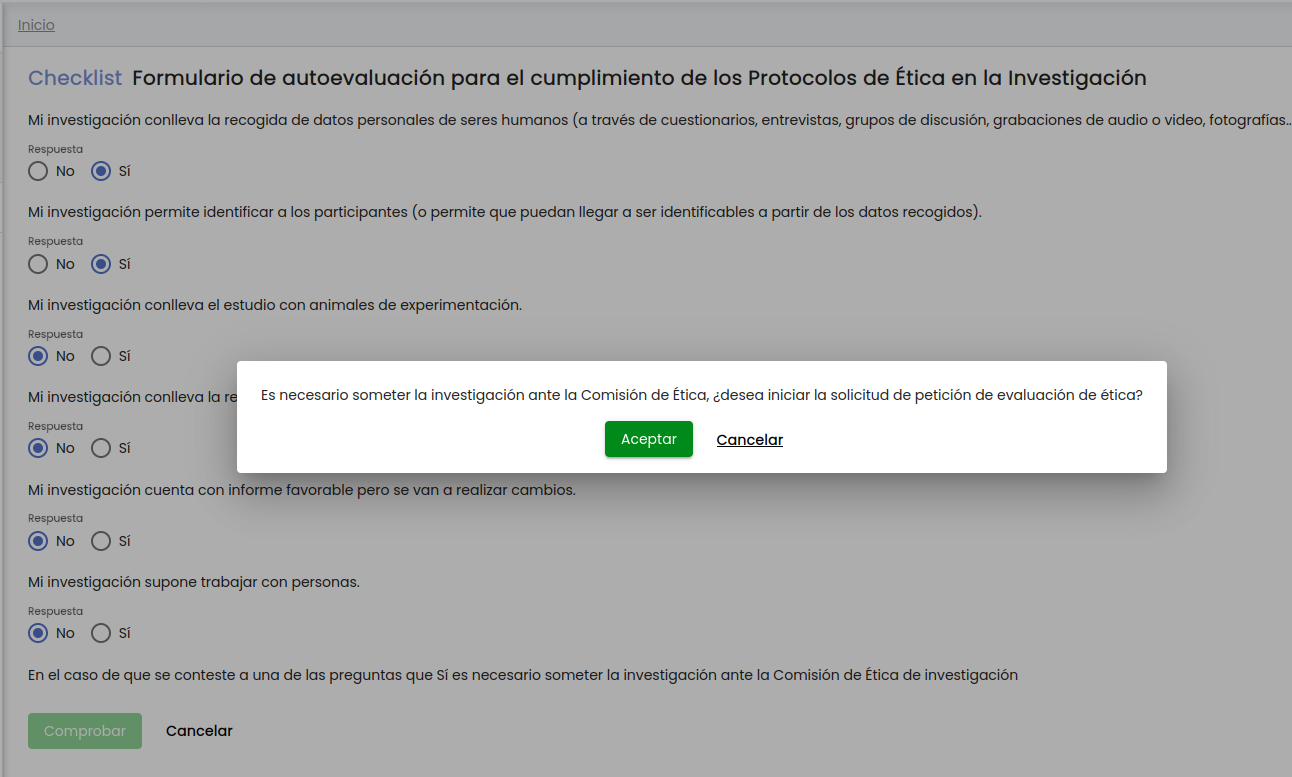 Inicio
Checklist Formulario de autoevaluación para el cumplimiento de los Protocolos de Ética en la Investigación
Mi investigación conlleva la recogida de datos personales de seres humanos (a través de cuestionarios, entrevistas, grupos de discusión, grabaciones de audio o video, fotografías...
Respuesta
No Sí
Mi investigación permite identificar a los participantes (o permite que puedan llegar a ser identificables a partir de los datos recogidos).
Respuesta
No Sí
Mi investigación conlleva el estudio con animales de experimentación.
Respuesta
No Sí
Mi investigación conlleva la re
Es necesario someter la investigación ante la Comisión de Ética, ¿desea iniciar la solicitud de petición de evaluación de ética?
Aceptar Cancelar
Respuesta
No Sí
Mi investigación cuenta con informe favorable pero se van a realizar cambios.
Respuesta
No Sí
Mi investigación supone trabajar con personas.
Respuesta
No Sí
En el caso de que se conteste a una de las preguntas que Sí es necesario someter la investigación ante la Comisión de Ética de investigación
Comprobar Cancelar